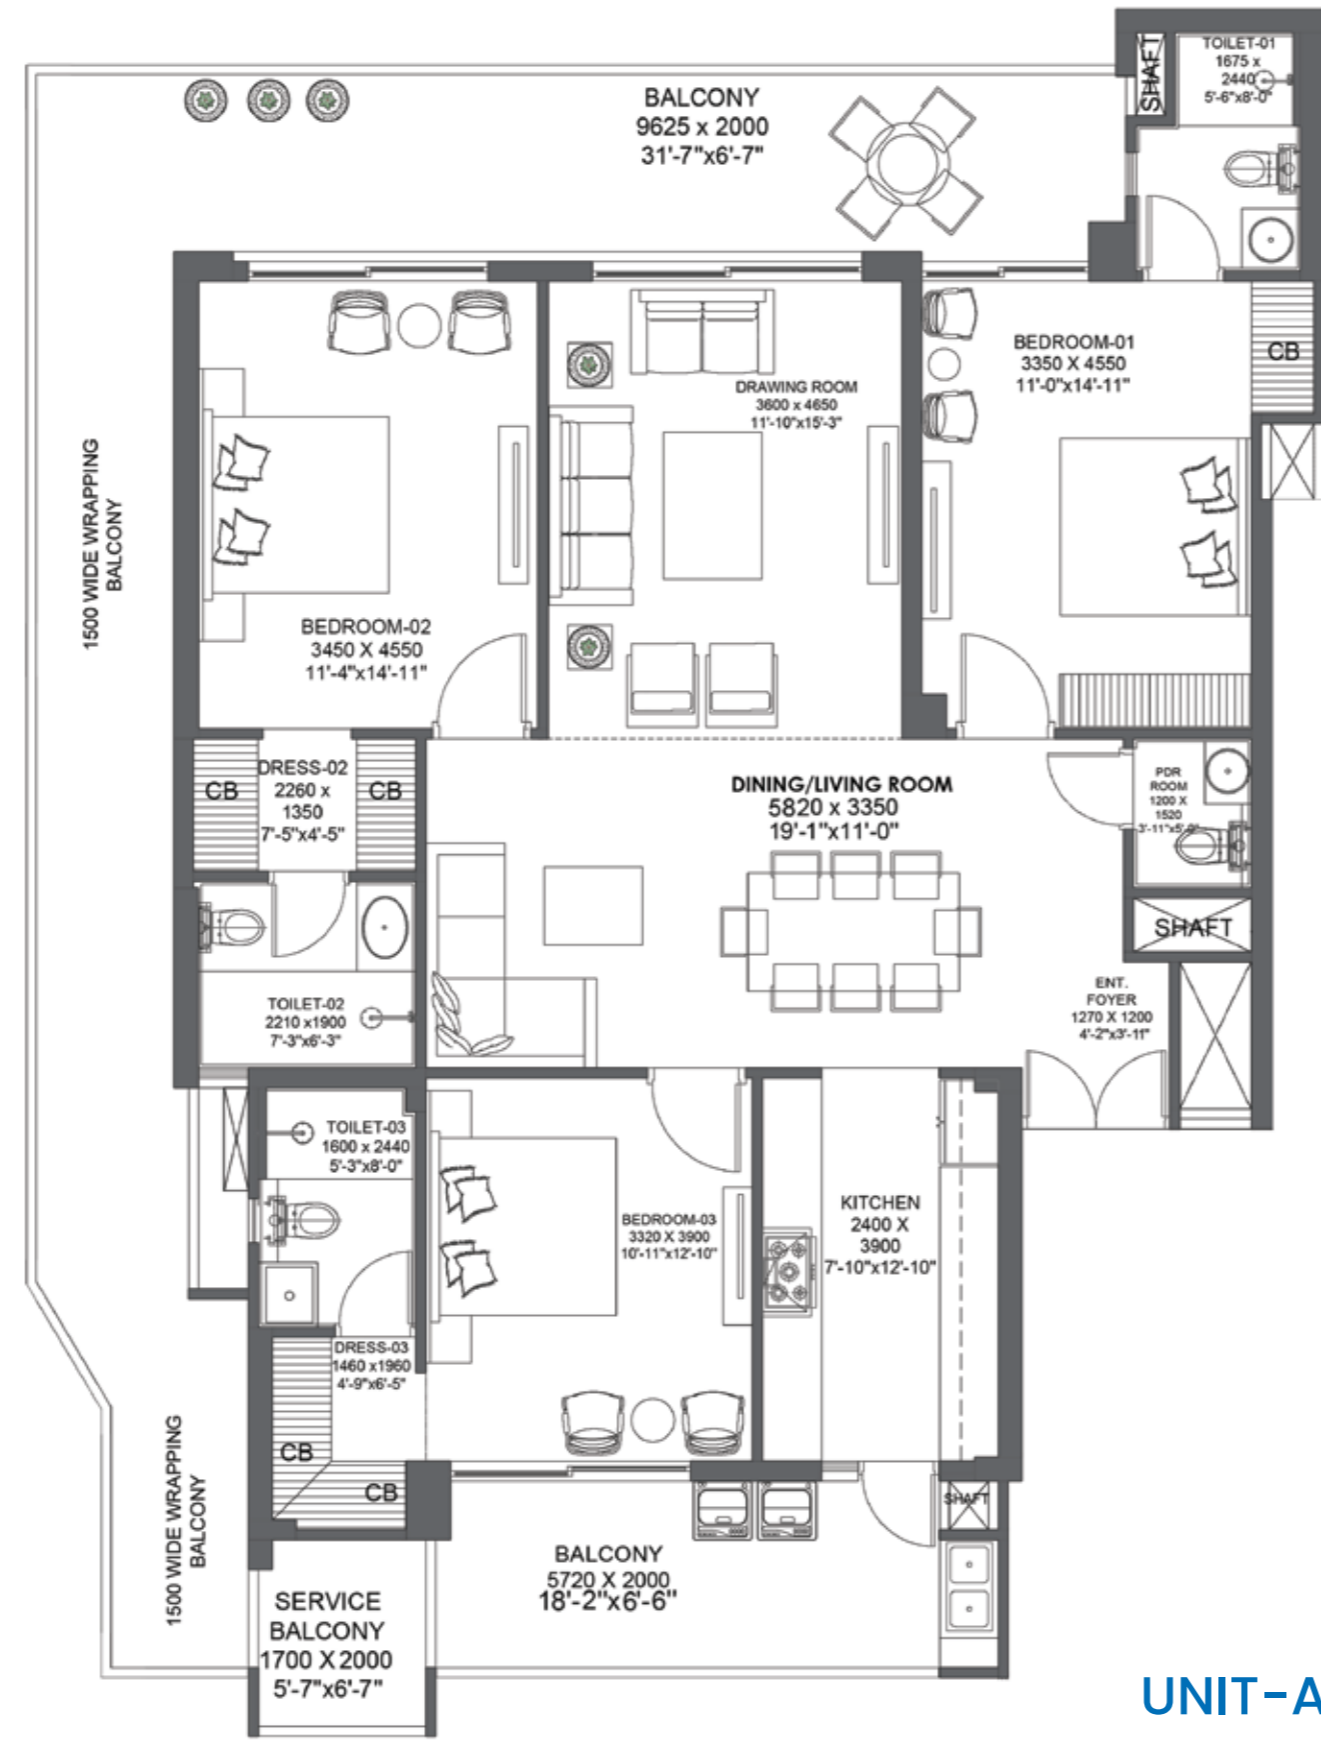 SHAFT
TOILET-01
1675 x
2440
5'-6"x8'-0"
BALCONY
9625 x 2000
31'-7"x6'-7"
BEDROOM-01
3350 X 4550
11'-0"x14'-11"
CB
DRAWING ROOM
3600 x 4650
11'-10"x15'-3"
1500 WIDE WRAPPING
BALCONY
BEDROOM-02
3450 X 4550
11'-4"x14'-11"
DRESS-02
2260 x
1350
7'-5"x4'-5"
CB
CB
DINING/LIVING ROOM
5820 x 3350
19'-1"x11'-0"
PDR
ROOM
1200 X
1520
3'-11"x5'-0"
SHAFT
TOILET-02
2210 x1900
7'-3"x6'-3"
ENT.
FOYER
1270 X 1200
4'-2"x3'-11"
TOILET-03
1600 x 2440
5'-3"x8'-0"
BEDROOM-03
3320 X 3900
10'-11"x12'-10"
KITCHEN
2400 X
3900
7'-10"x12'-10"
DRESS-03
1460 x1960
4'-9"x6'-5"
CB
CB
1500 WIDE WRAPPING
BALCONY
SHAFT
BALCONY
5720 X 2000
18'-2"x6'-6"
SERVICE
BALCONY
1700 X 2000
5'-7"x6'-7"
UNIT-A